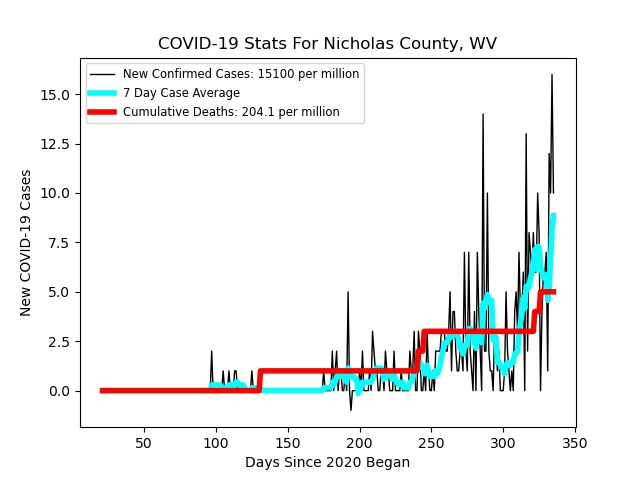 COVID-19 Stats For Nicholas County, WV
New Confirmed Cases: 15100 per million
7 Day Case Average
Cumulative Deaths: 204.1 per million
New COVID-19 Cases
15.0
12.5
10.0
7.5
5.0
2.5
0.0
50 100 150 200 250 300 350
Days Since 2020 Began